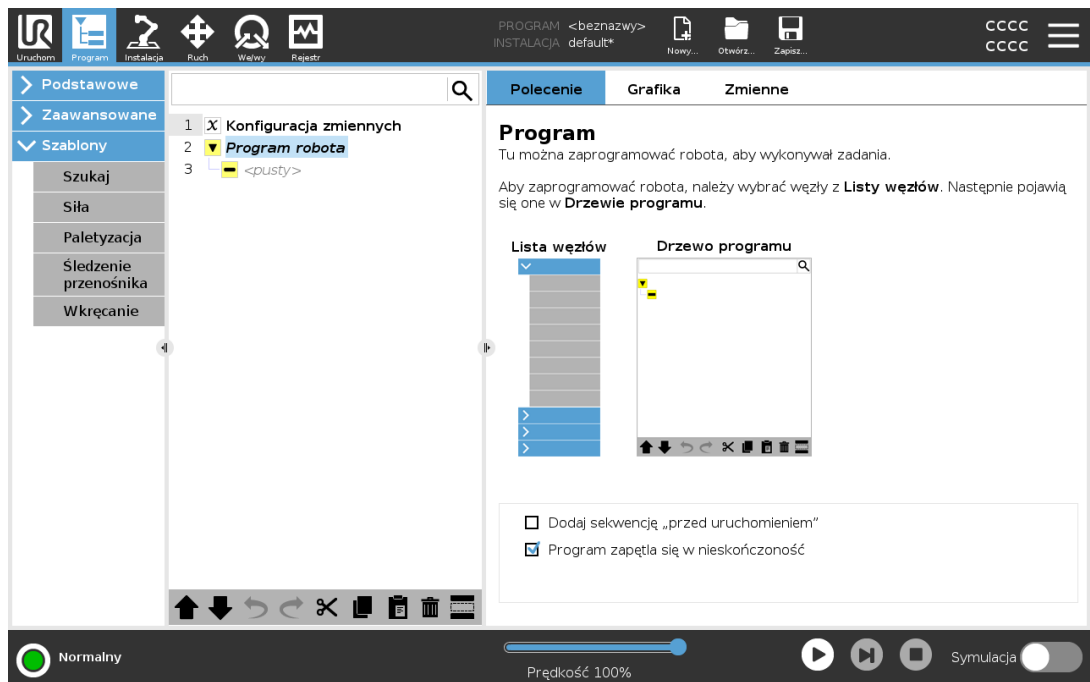 PROGRAM <beznazwy>
INSTALACJA default*
CCCC
CCCC
Uruchom Program Instalacja Ruch We/wy Rejestr Nowy... Otwórz... Zapisz...
Podstawowe
Zaawansowane
Szablony
Szukaj
Siła
Paletyzacja
Śledzenie
przenośnika
Wkręcanie
1 x Konfiguracja zmiennych
2 Program robota
3 <pusty>
Polecenie Grafika Zmienne
Program
Tu można zaprogramować robota, aby wykonywał zadania.
Aby zaprogramować robota, należy wybrać węzły z Listy węzłów. Następnie pojawią
się one w Drzewie programu.
Lista węzłów Drzewo programu
Dodaj sekwencję „przed uruchomieniem”
Program zapętla się w nieskończoność
Normalny
Prędkość 100%
Symulacja